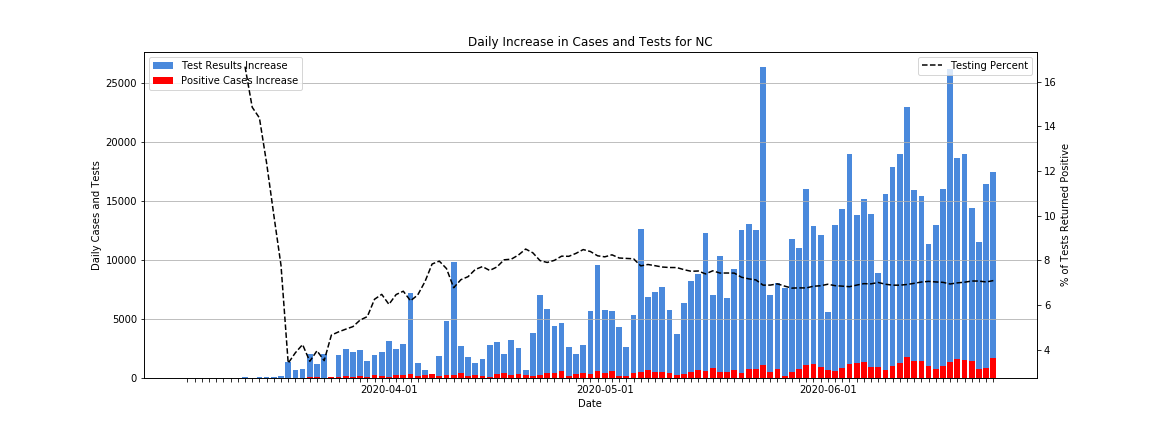 Daily Increase in Cases and Tests for NC
Test Results Increase
Positive Cases Increase
Testing Percent
25000
20000
15000
10000
5000
0
Daily Cases and Tests
16
14
12
10
8
6
4
% of Tests Returned Positive
2020-04-01
2020-05-01
2020-06-01
Date